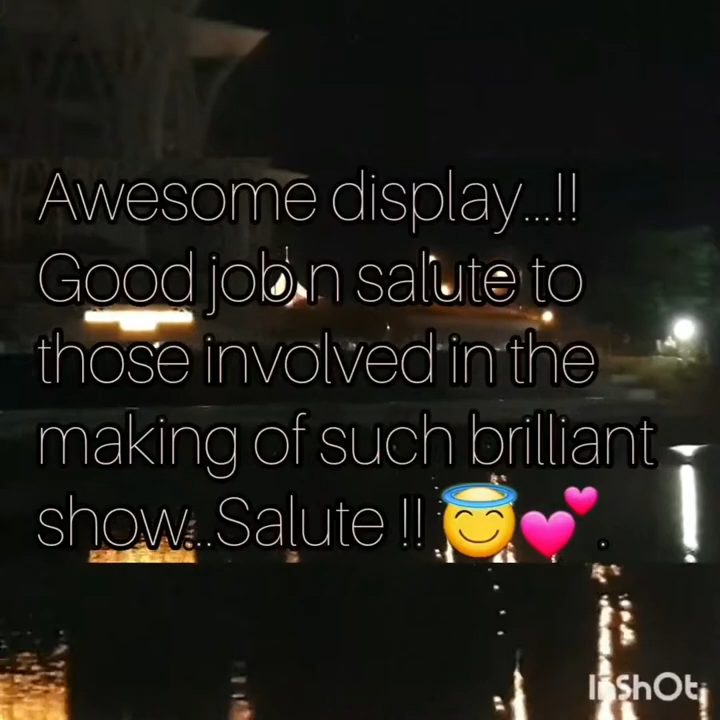 Awesome display...!!
Good job n salute to
those involved in the
making of such brilliant
show...Salute !! 😇💕.
InShOt